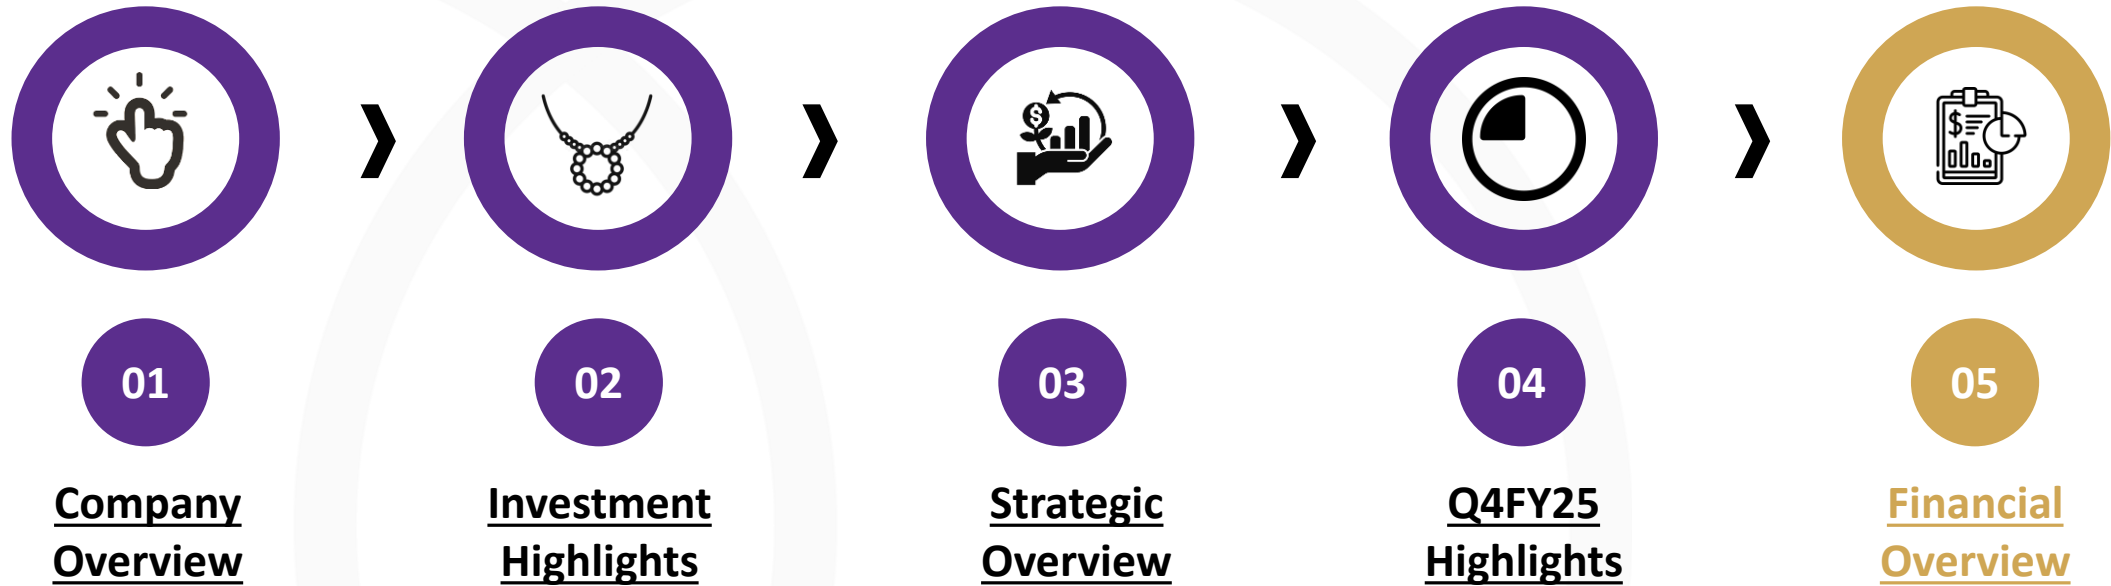 01
02
03
04
05
Company
Overview
Investment
Highlights
Strategic
Overview
Q4FY25
Highlights
Financial
Overview